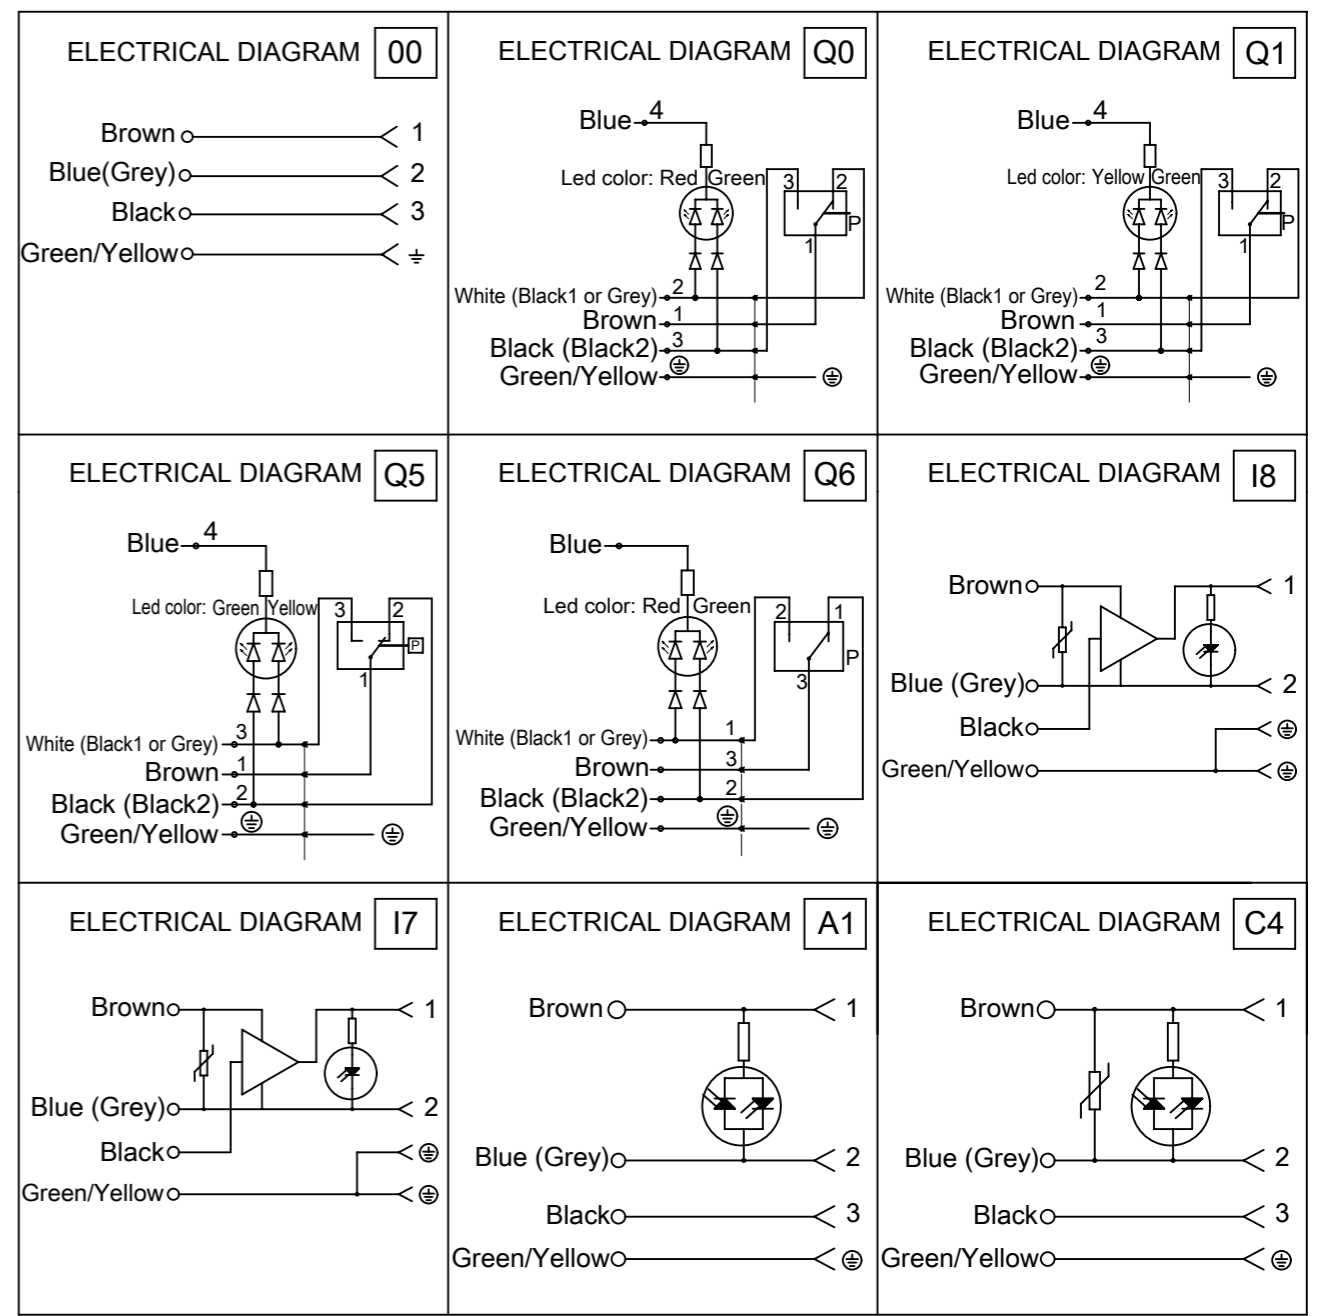 ELECTRICAL DIAGRAM 00
Brown 1
Blue(Grey) 2
Black 3
Green/Yellow
ELECTRICAL DIAGRAM Q0
Blue 4
Led color: Red Green 3 2
P
1
White (Black1 or Grey) 2
Brown 1
Black (Black2) 3
Green/Yellow
ELECTRICAL DIAGRAM Q1
Blue 4
Led color: Yellow Green 3 2
P
1
White (Black1 or Grey) 2
Brown 1
Black (Black2) 3
Green/Yellow
ELECTRICAL DIAGRAM Q5
Blue 4
Led color: Green Yellow 3 2
P
1
White (Black1 or Grey) 3
Brown 1
Black (Black2) 2
Green/Yellow
ELECTRICAL DIAGRAM Q6
Blue
Led color: Red Green 2 1
P
3
White (Black1 or Grey) 1
Brown 3
Black (Black2) 2
Green/Yellow
ELECTRICAL DIAGRAM I8
Brown 1
Blue (Grey) 2
Black
Green/Yellow
ELECTRICAL DIAGRAM I7
Brown 1
Blue (Grey) 2
Black
Green/Yellow
ELECTRICAL DIAGRAM A1
Brown 1
Blue (Grey) 2
Black 3
Green/Yellow
ELECTRICAL DIAGRAM C4
Brown 1
Blue (Grey) 2
Black 3
Green/Yellow